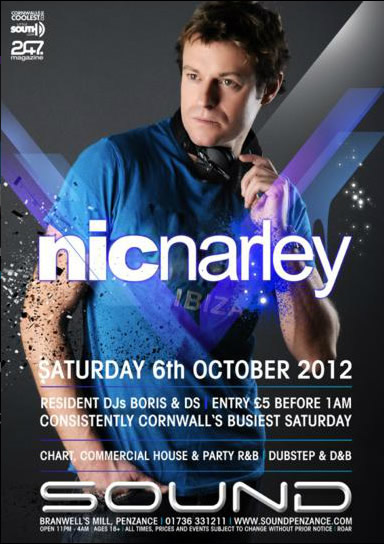 CORNWALL'S
COOLEST
SOUTH
247.
magazine
nicnarley
IBIZA
SATURDAY 6th OCTOBER 2012
RESIDENT DJs BORIS & DS | ENTRY £5 BEFORE 1AM
CONSISTENTLY CORNWALL'S BUSIEST SATURDAY
CHART, COMMERCIAL HOUSE & PARTY R&B | DUBSTEP & D&B
SOUND
BRANWELL'S MILL, PENZANCE | 01736 331211 | WWW.SOUNDPENZANCE.COM
OPEN 11PM - 4AM | AGES 18+ | ALL TIMES, PRICES AND EVENTS SUBJECT TO CHANGE WITHOUT PRIOR NOTICE | ROAR